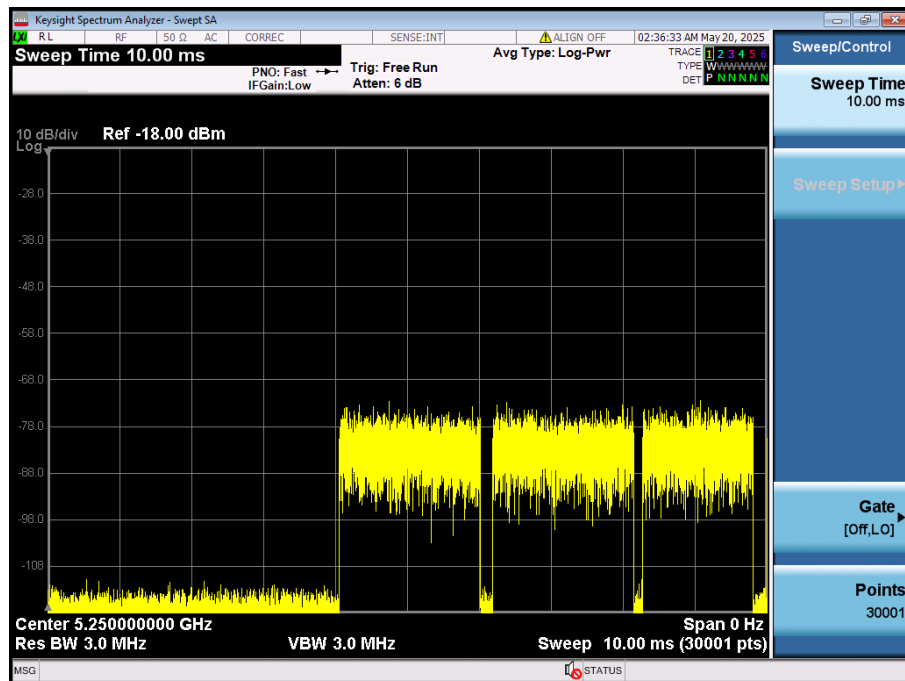 Keysight Spectrum Analyzer - Swept SA
LXI RL RF 50 Ω AC CORREC SENSE:INT ALIGN OFF 02:36:33 AM May 20, 2025
Sweep Time 10.00 ms
PNO: Fast
IFGain:Low
Trig: Free Run
Atten: 6 dB
Avg Type: Log-Pwr
TRACE 1 2 3 4 5 6
TYPE WWWWWW
DET P N N N N N
10 dB/div Ref -18.00 dBm
Log
-28.0
-38.0
-48.0
-58.0
-68.0
-78.0
-88.0
-98.0
-108
Center 5.250000000 GHz Span 0 Hz
Res BW 3.0 MHz VBW 3.0 MHz Sweep 10.00 ms (30001 pts)
MSG STATUS
Sweep/Control
Sweep Time
10.00 ms
Sweep Setup
Gate
[Off,LO]
Points
30001